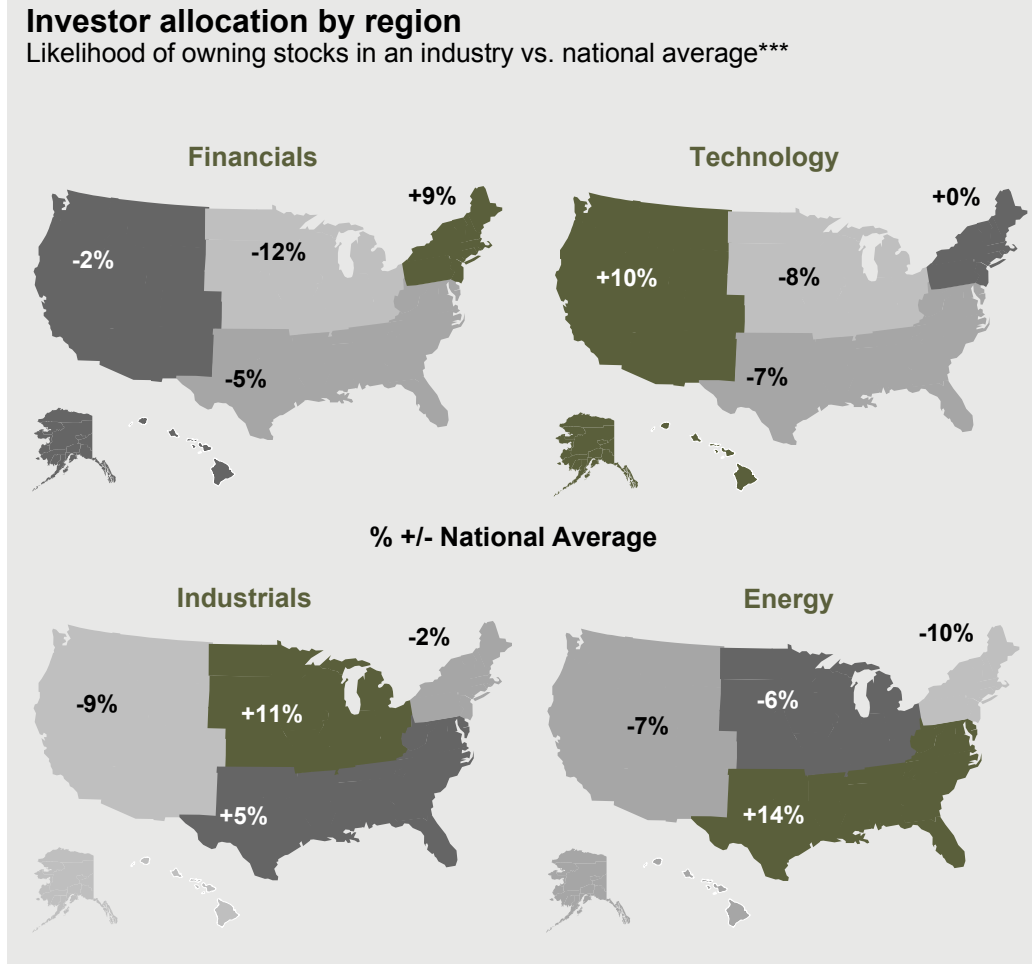 Investor allocation by region
Likelihood of owning stocks in an industry vs. national average***
Financials
+9%
-2%
-12%
-5%
Technology
+0%
+10%
-8%
-7%
% +/- National Average
Industrials
-2%
-9%
+11%
+5%
Energy
-10%
-7%
-6%
+14%